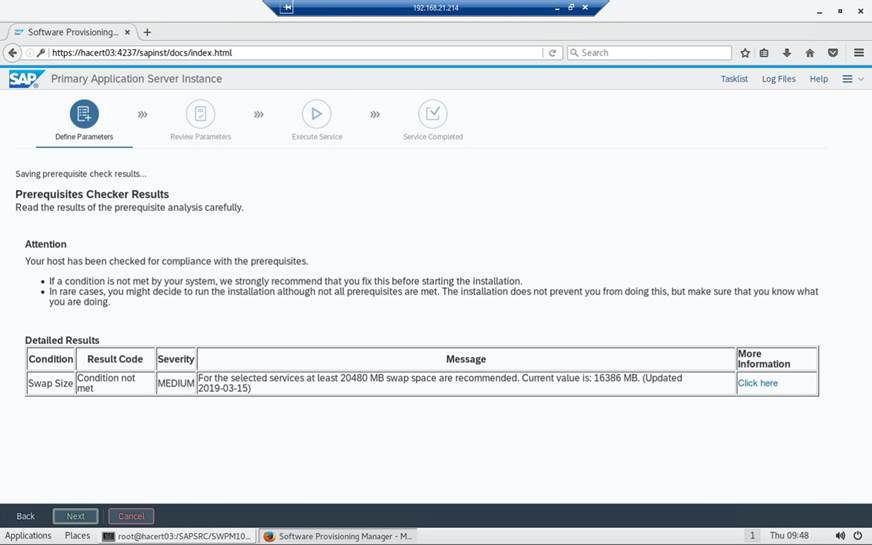 192.168.21.214
Software Provisioning...
https://hacert03:4237/sapinst/docs/index.html
Search
SAP Primary Application Server Instance
Tasklist Log Files Help
Define Parameters Review Parameters Execute Service Service Completed
Saving prerequisite check results...
Prerequisites Checker Results
Read the results of the prerequisite analysis carefully.
Attention
Your host has been checked for compliance with the prerequisites.
• If a condition is not met by your system, we strongly recommend that you fix this before starting the installation.
• In rare cases, you might decide to run the installation although not all prerequisites are met. The installation does not prevent you from doing this, but make sure that you know what
you are doing.
Detailed Results
Condition Result Code Severity Message More
Information
Swap Size Condition not
met MEDIUM For the selected services at least 20480 MB swap space are recommended. Current value is: 16386 MB. (Updated
2019-03-15) Click here
Back Next Cancel
Applications Places root@hacert03:/SAPSRC/SWPM10... Software Provisioning Manager - M... 1 Thu 09:48